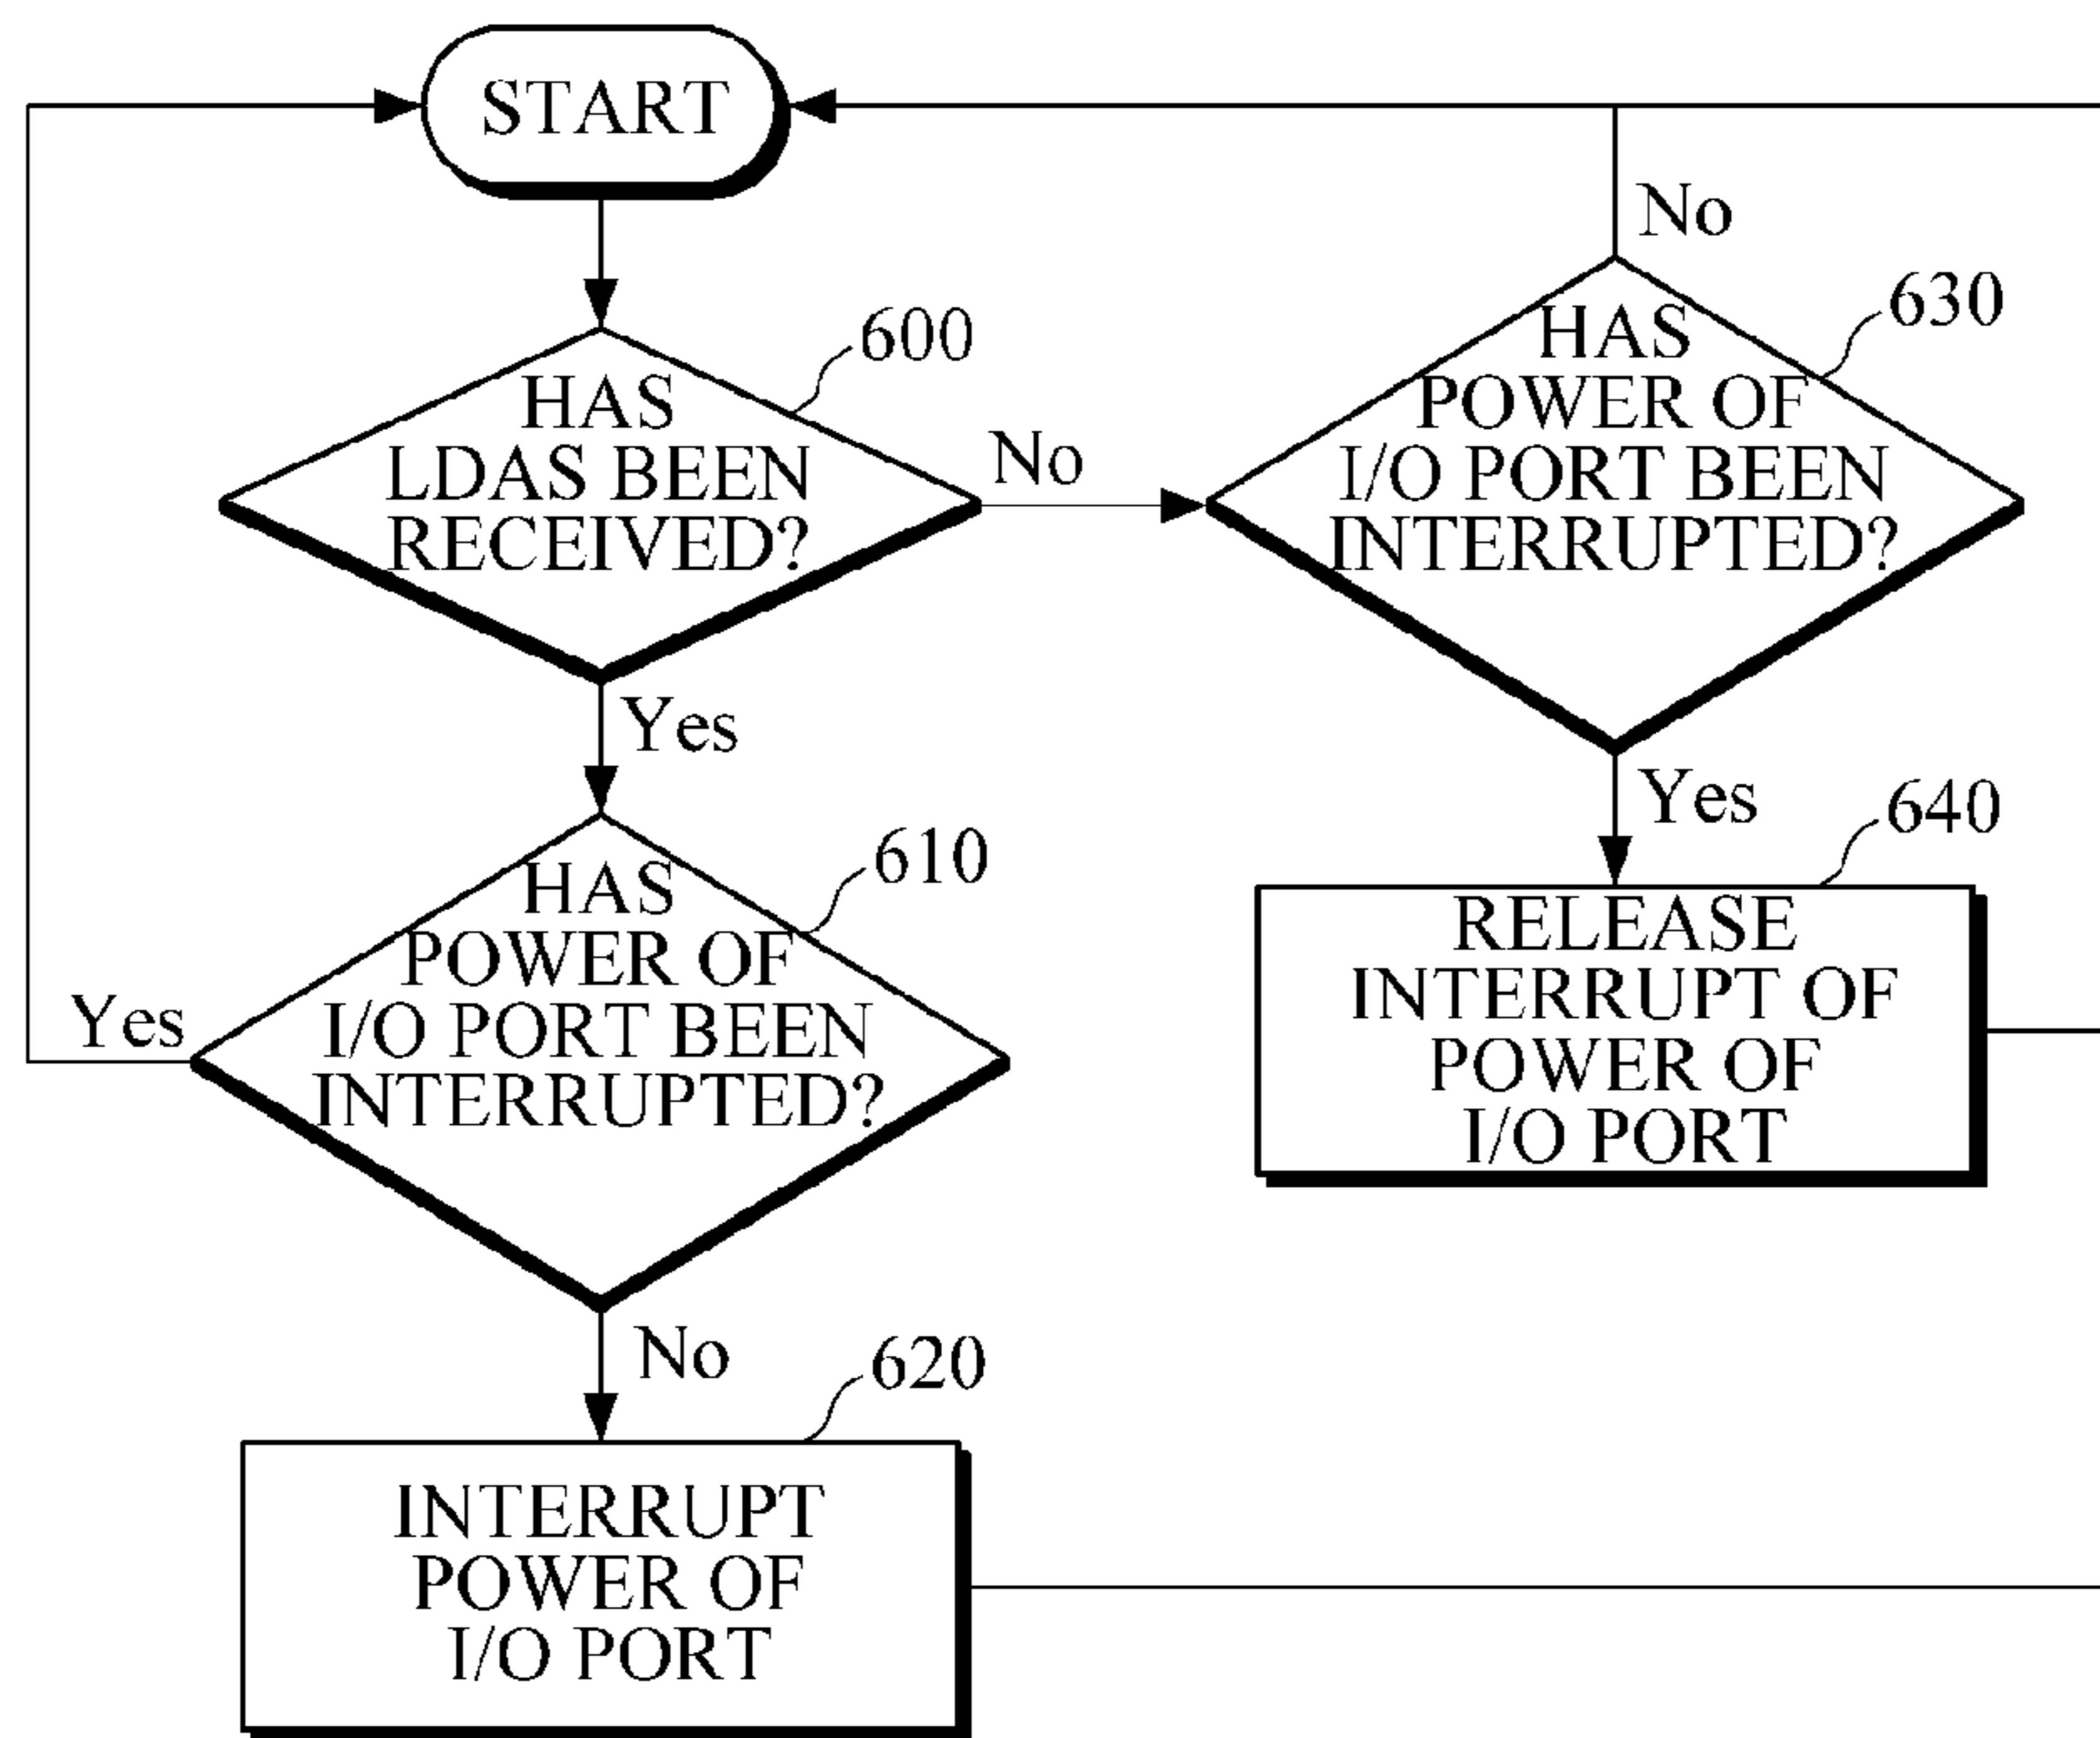 START
600
HAS
LDAS BEEN
RECEIVED?
No
Yes
630
HAS
POWER OF
I/O PORT BEEN
INTERRUPTED?
No
Yes
610
HAS
POWER OF
I/O PORT BEEN
INTERRUPTED?
Yes
No
640
RELEASE
INTERRUPT OF
POWER OF
I/O PORT
620
INTERRUPT
POWER OF
I/O PORT